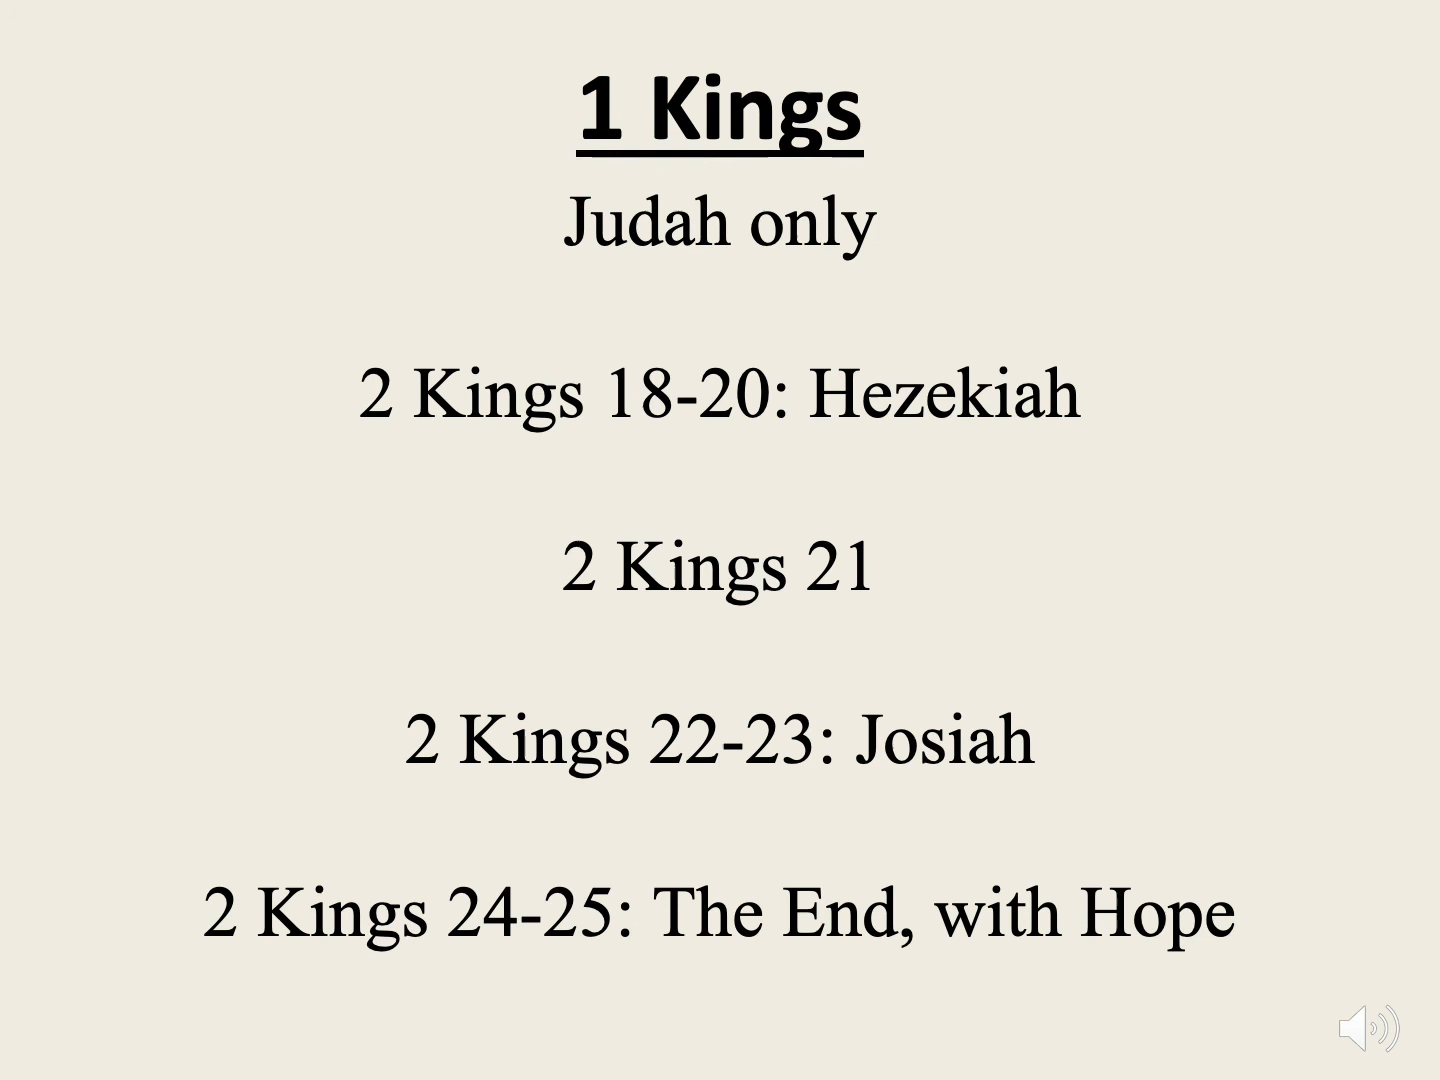 1 Kings
Judah only
2 Kings 18-20: Hezekiah
2 Kings 21
2 Kings 22-23: Josiah
2 Kings 24-25: The End, with Hope